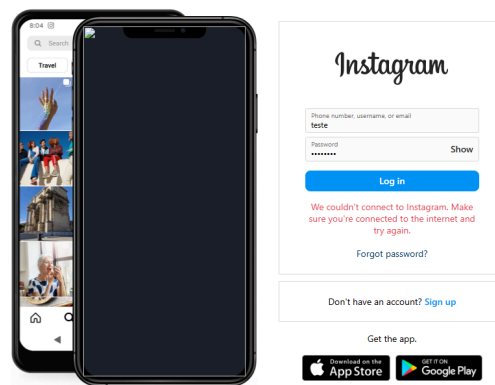 8:04
Search
Travel
Instagram
Phone number, username, or email
teste
Password
••••••••
Show
Log in
We couldn't connect to Instagram. Make
sure you're connected to the internet and
try again.
Forgot password?
Don't have an account? Sign up
Get the app.
Download on the
App Store
GET IT ON
Google Play